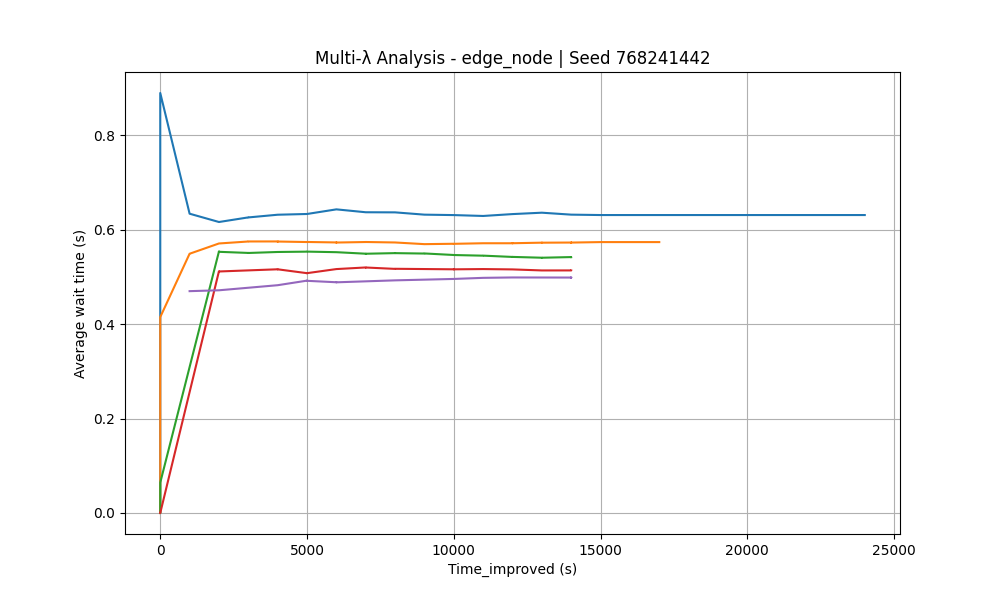 Multi-λ Analysis - edge_node | Seed 768241442
Average wait time (s)
0.8
0.6
0.4
0.2
0.0
0 5000 10000 15000 20000 25000
Time_improved (s)